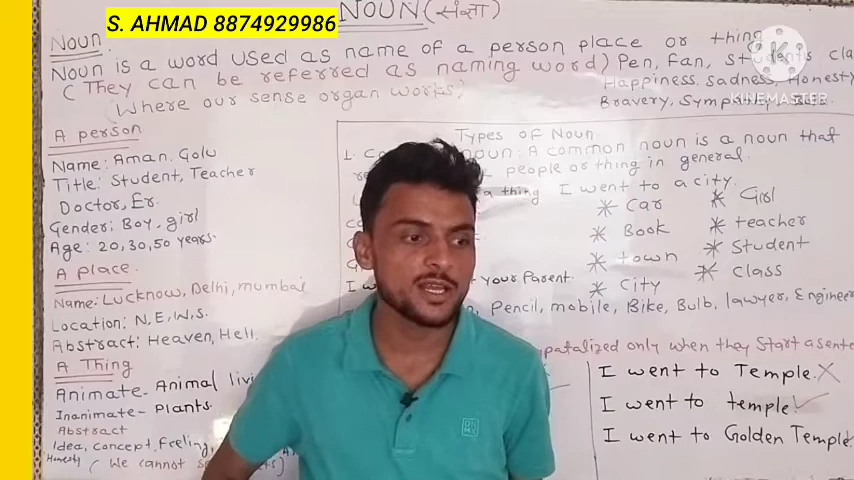 S. AHMAD 8874929986
NOUN (संज्ञा)
NOUN
Noun is a word used as name of a person place or thing
(They can be referred as naming word) Pen, Fan, Students cla
Happiness, sadness, Honesty
Where our sense organ works?
Bravery, Sympathy
KINEMASTER
A person
Name: Aman, Golu
Title: Student, Teacher
Doctor, Er.
Gender: Boy, girl
Age: 20, 30, 50 years.
A place.
Name: Lucknow, Delhi, mumbai
Location: N, E, W, S.
Abstract: Heaven, Hell.
A Thing
Animate- Animal livi
Inanimate- Plants.
Abstract
Idea, concept, Freling,
Honesty
(We cannot s
Types of Noun.
1. Co noun: A common noun is a noun that
re people or thing in general.
a thing I went to a city.
* Car
* Girl
* Book
* teacher
* town
* Student
* City
* Class
I w your Parent.
Pencil, mobile, Bike, Bulb, lawyer, Engineer
patalized only when they Start a sente
I went to Temple. X
I went to temple ✓
I went to Golden Temple